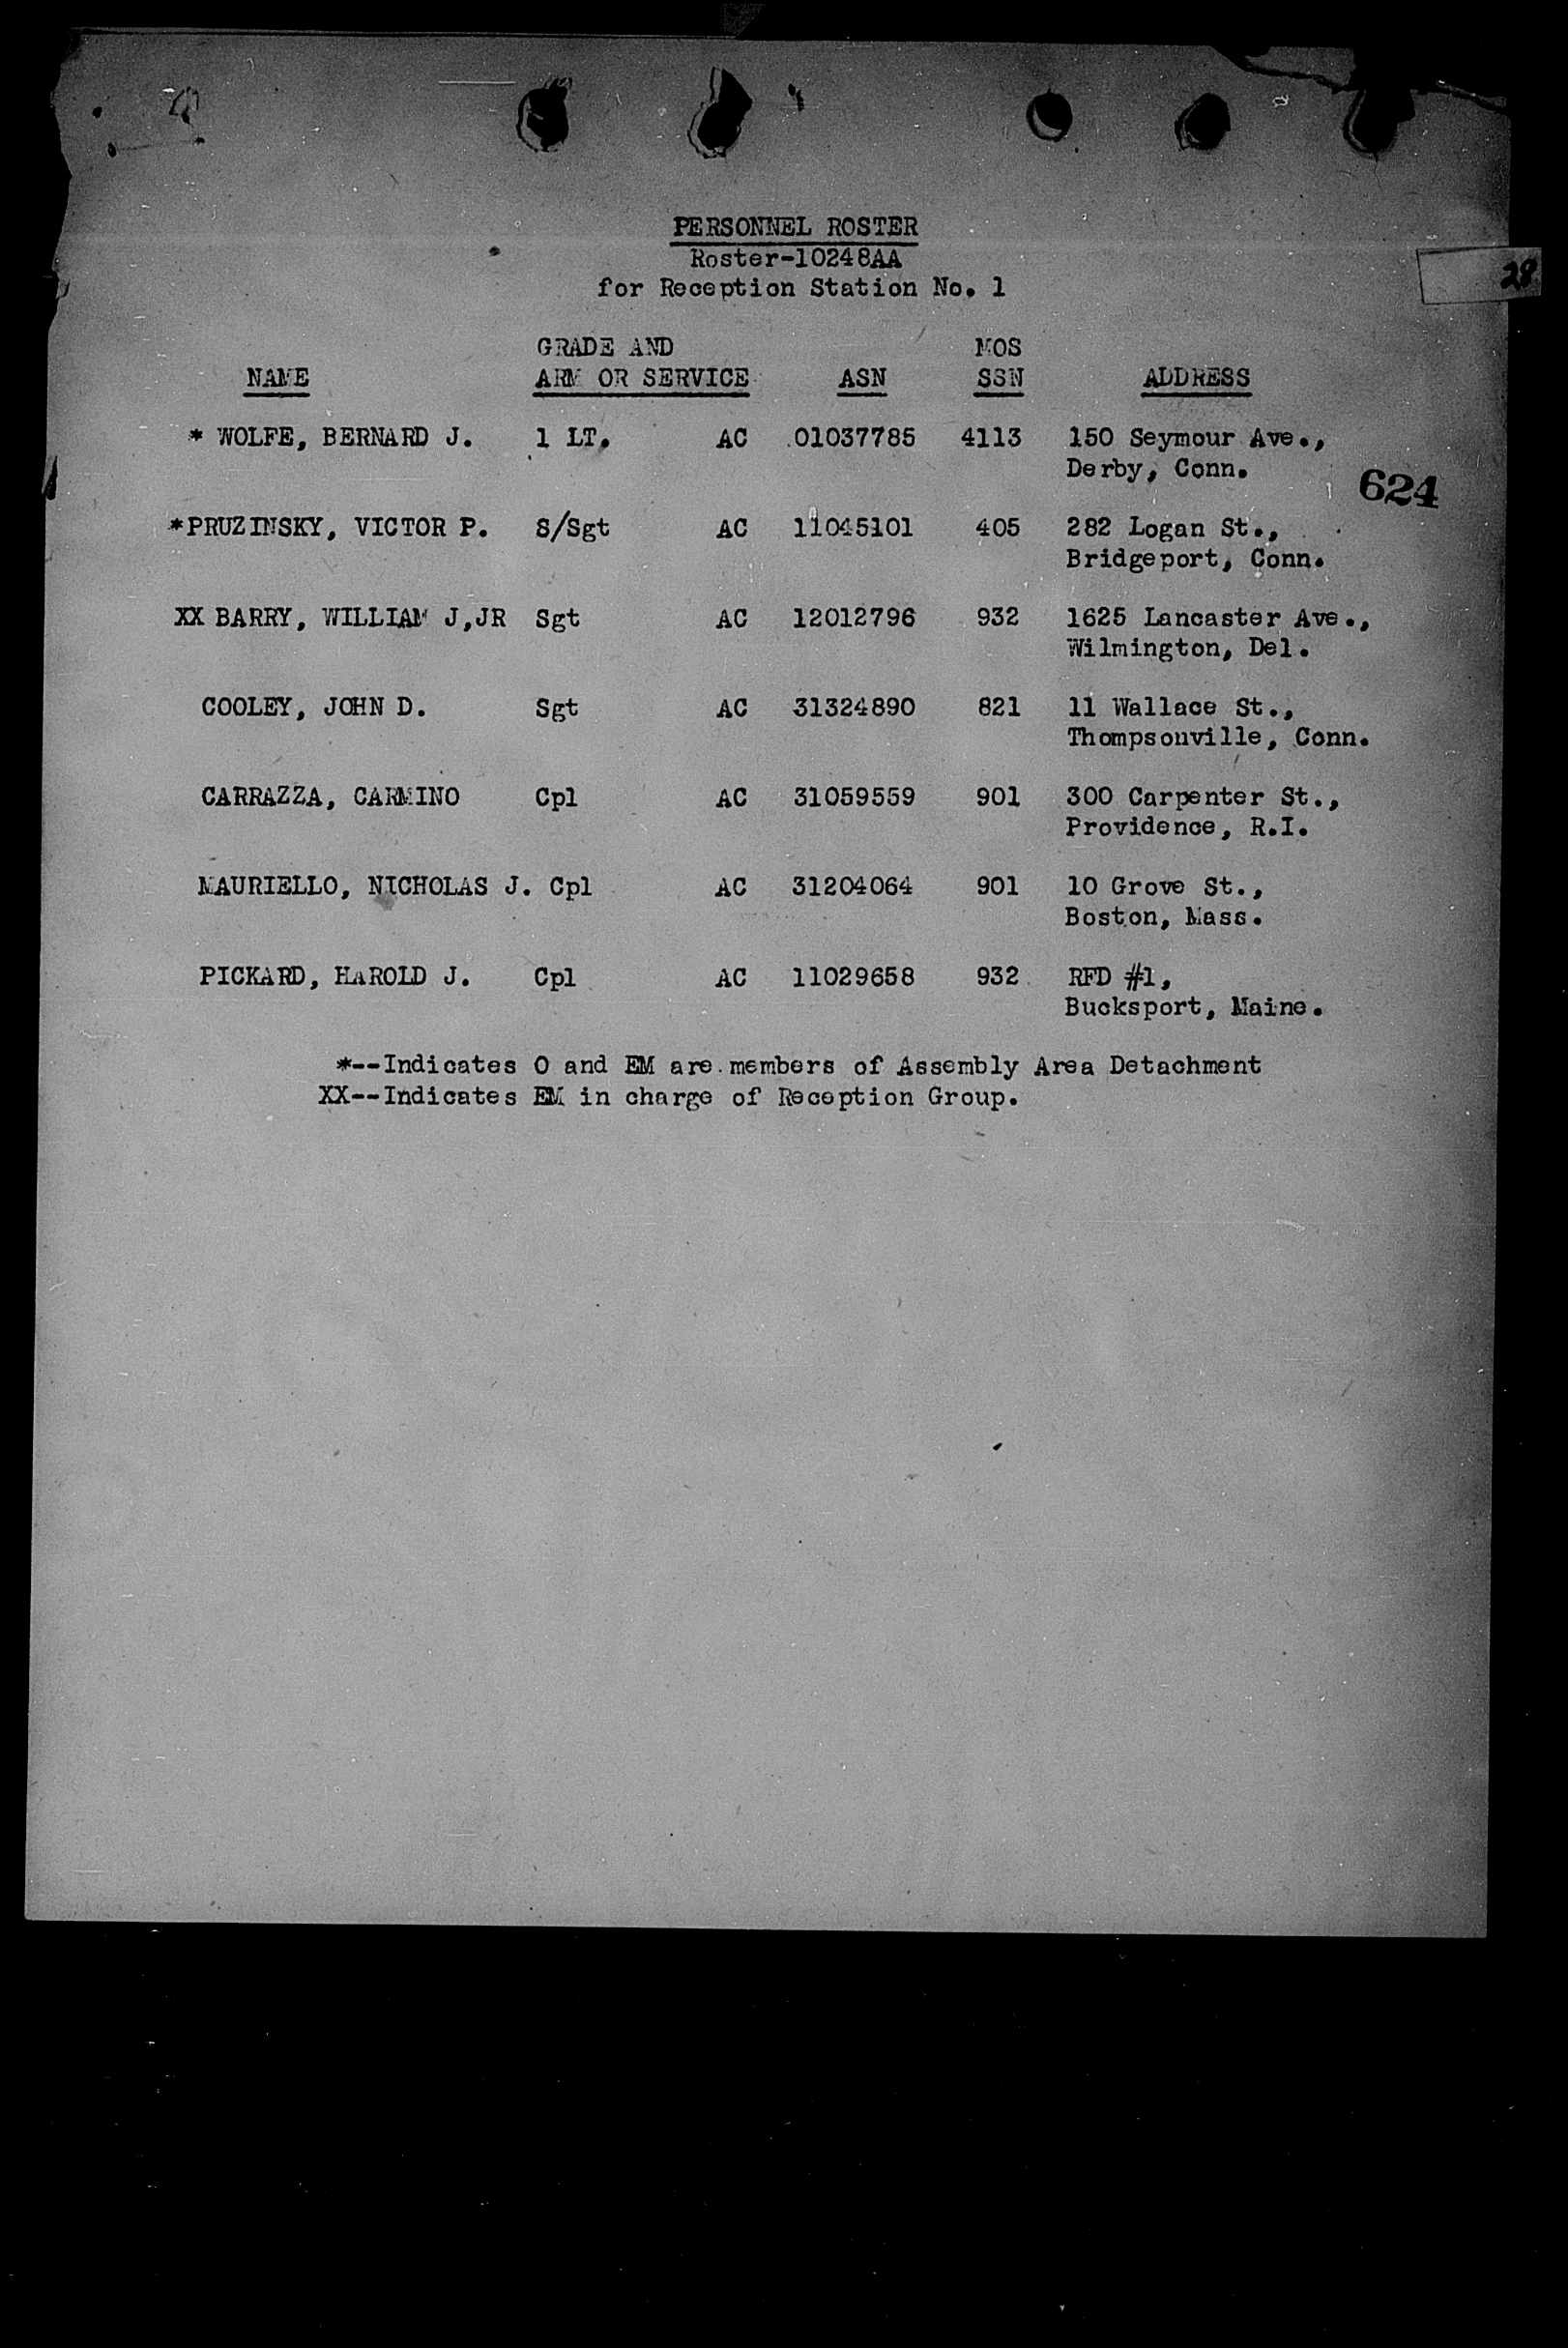 PERSONNEL ROSTER
Roster-10248AA
for Reception Station No. 1
28
GRADE AND MOS
NAME ARM OR SERVICE ASN SSN ADDRESS
* WOLFE, BERNARD J. 1 LT. AC 01037785 4113 150 Seymour Ave.,
Derby, Conn.
624
*PRUZINSKY, VICTOR P. S/Sgt AC 11045101 405 282 Logan St.,
Bridgeport, Conn.
XX BARRY, WILLIAM J,JR Sgt AC 12012796 932 1625 Lancaster Ave.,
Wilmington, Del.
COOLEY, JOHN D. Sgt AC 31324890 821 11 Wallace St.,
Thompsonville, Conn.
CARRAZZA, CARMINO Cpl AC 31059559 901 300 Carpenter St.,
Providence, R.I.
MAURIELLO, NICHOLAS J. Cpl AC 31204064 901 10 Grove St.,
Boston, Mass.
PICKARD, HAROLD J. Cpl AC 11029658 932 RFD #1,
Bucksport, Maine.
*--Indicates O and EM are members of Assembly Area Detachment
XX--Indicates EM in charge of Reception Group.